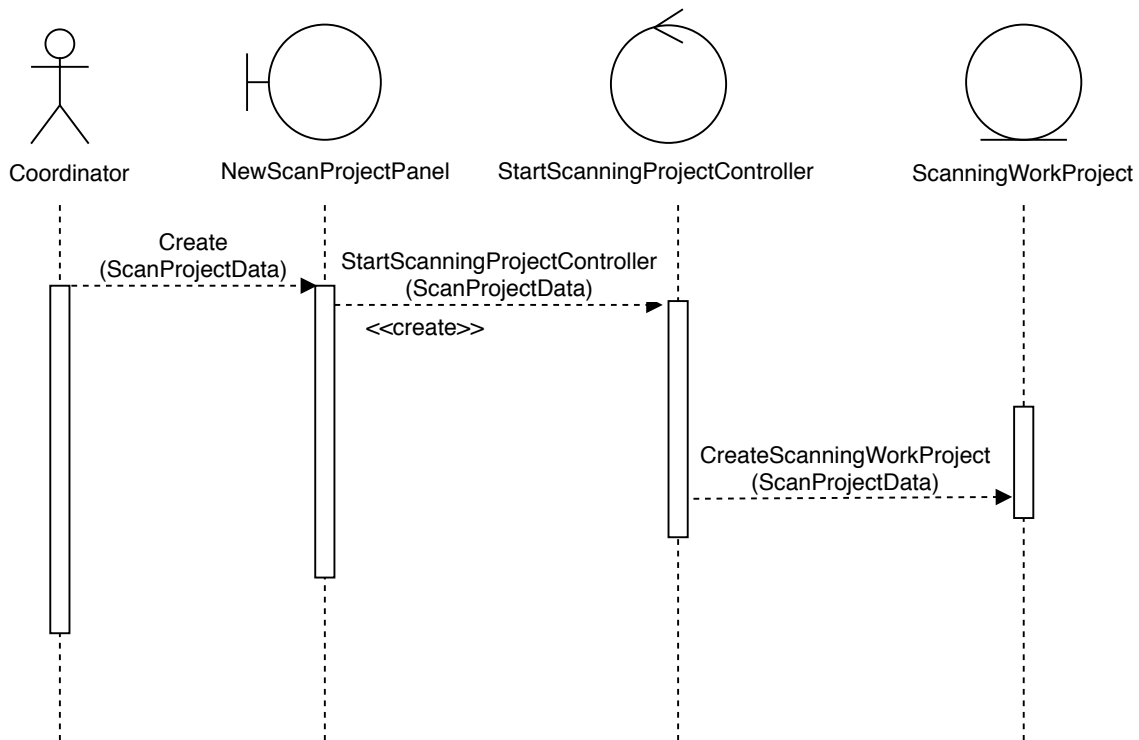 Coordinator
NewScanProjectPanel
StartScanningProjectController
ScanningWorkProject
Create
(ScanProjectData)
StartScanningProjectController
(ScanProjectData)
<<create>>
CreateScanningWorkProject
(ScanProjectData)